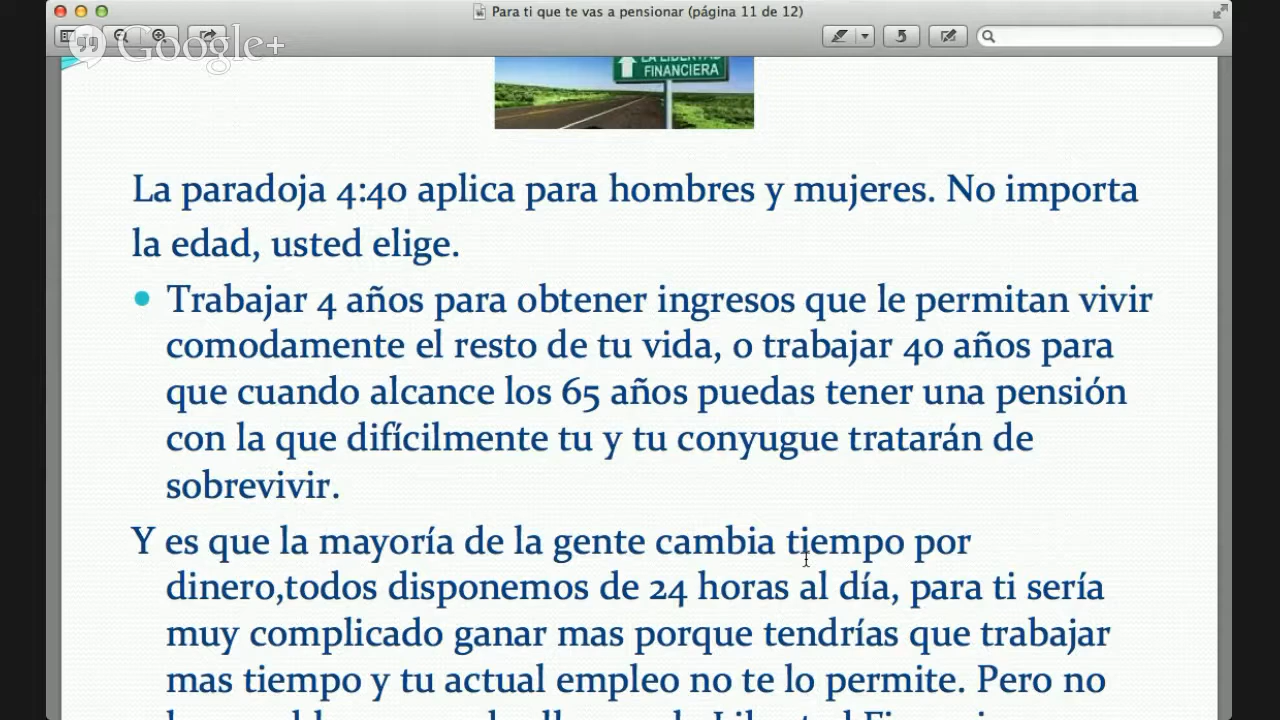 Para ti que te vas a pensionar (página 11 de 12)
Google+
LA LIBERTAD
FINANCIERA
La paradoja 4:40 aplica para hombres y mujeres. No importa
la edad, usted elige.
Trabajar 4 años para obtener ingresos que le permitan vivir
comodamente el resto de tu vida, o trabajar 40 años para
que cuando alcance los 65 años puedas tener una pensión
con la que difícilmente tu y tu conyugue tratarán de
sobrevivir.
Y es que la mayoría de la gente cambia tiempo por
dinero,todos disponemos de 24 horas al día, para ti sería
muy complicado ganar mas porque tendrías que trabajar
mas tiempo y tu actual empleo no te lo permite. Pero no